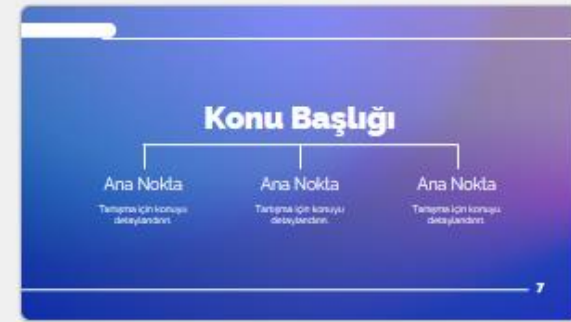 Konu Başlığı
Ana Nokta
Tartışma için konuyu
detaylandırın.
Ana Nokta
Tartışma için konuyu
detaylandırın.
Ana Nokta
Tartışma için konuyu
detaylandırın.
7